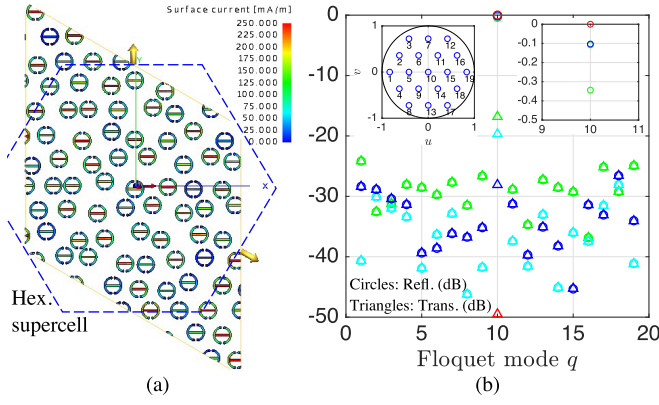 Surface current [mA/m]
250.000
225.000
200.000
175.000
150.000
125.000
100.000
75.000
50.000
25.000
0.000
x
Hex.
supercell
(a)
0
-10
-20
-30
-40
-50
1
0
-1
v
-1 0 1
u
3 7 12
2 6 11 16
1 5 10 15 19
4 9 14 18
8 13 17
0
-0.1
-0.2
-0.3
-0.4
-0.5
9 10 11
Circles: Refl. (dB)
Triangles: Trans. (dB)
0 5 10 15 20
Floquet mode q
(b)